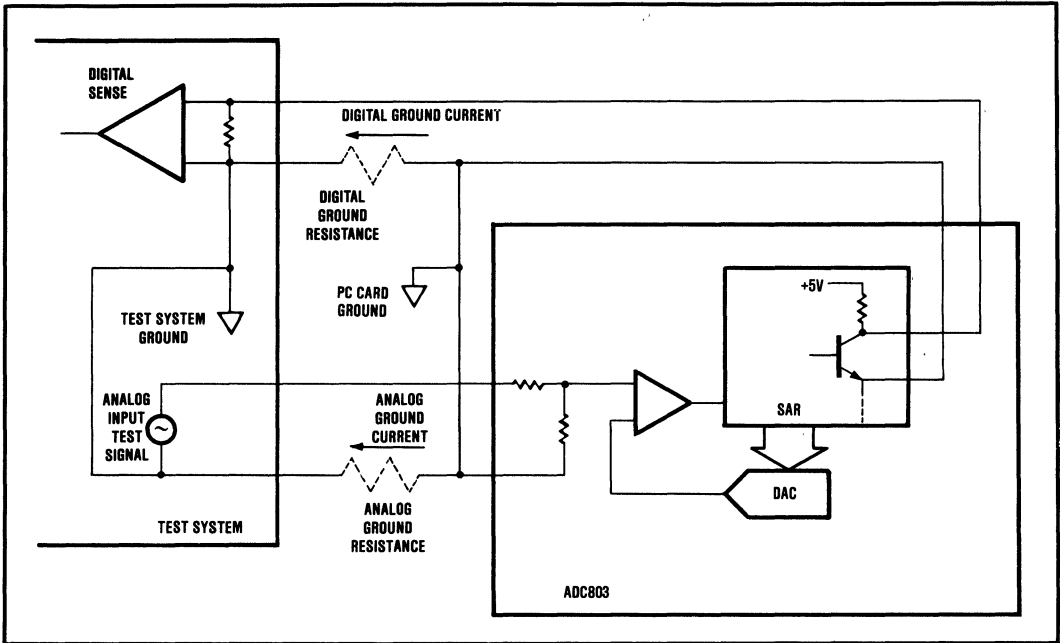 DIGITAL
SENSE
DIGITAL GROUND CURRENT
DIGITAL
GROUND
RESISTANCE
+5V
PC CARD
GROUND
TEST SYSTEM
GROUND
ANALOG
INPUT
TEST
SIGNAL
ANALOG
GROUND
CURRENT
SAR
DAC
ANALOG
GROUND
RESISTANCE
TEST SYSTEM
ADC803